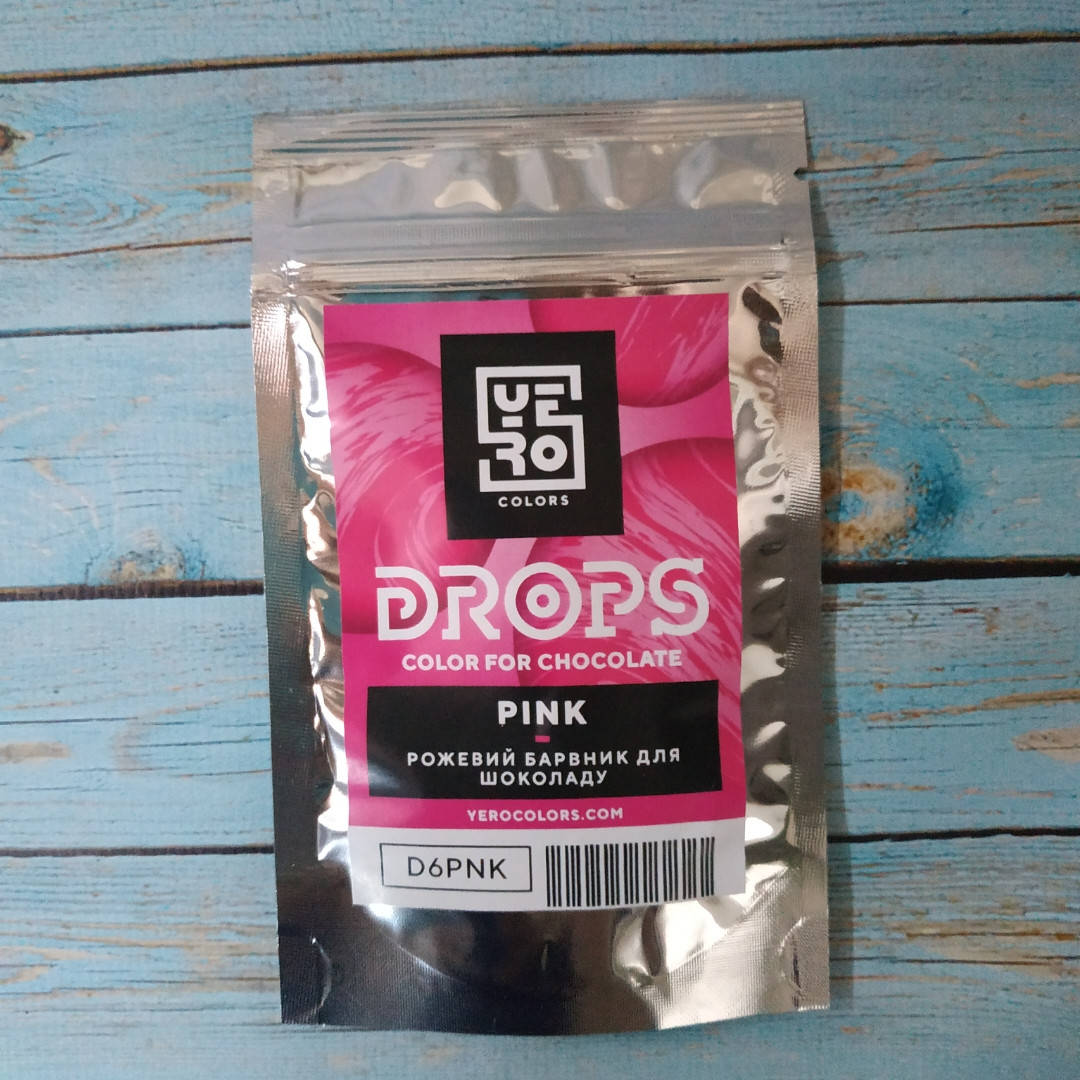 YE
RO
COLORS
DROPS
COLOR FOR CHOCOLATE
PINK
РОЖЕВИЙ БАРВНИК ДЛЯ
ШОКОЛАДУ
YEROCOLORS.COM
D6PNK